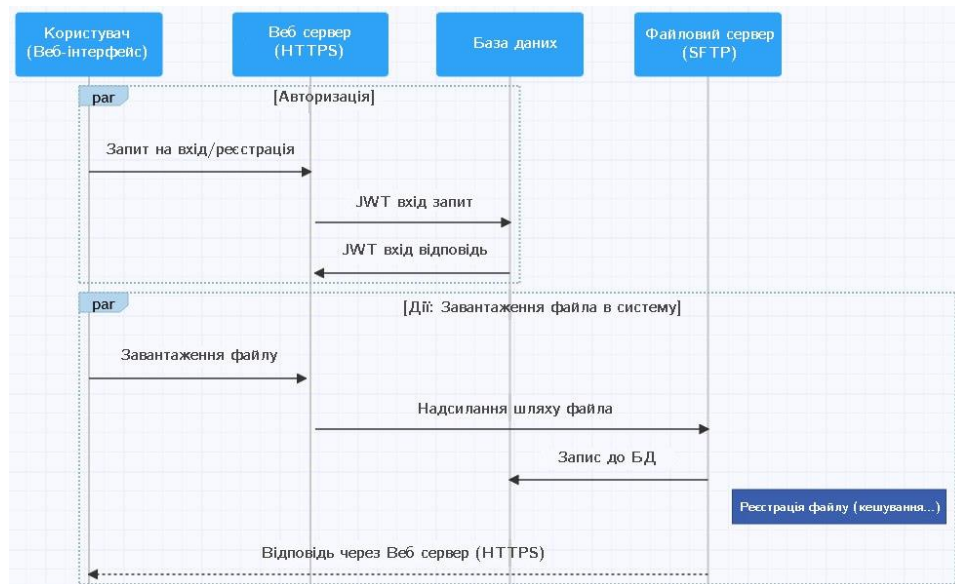 Користувач
(Веб-інтерфейс)
Веб сервер
(HTTPS)
База даних
Файловий сервер
(SFTP)
par
[Авторизація]
Запит на вхід/реєстрація
JWT вхід запит
JWT вхід відповідь
par
[Дії: Завантаження файла в систему]
Завантаження файлу
Надсилання шляху файла
Запис до БД
Реєстрація файлу (кешування...)
Відповідь через Веб сервер (HTTPS)